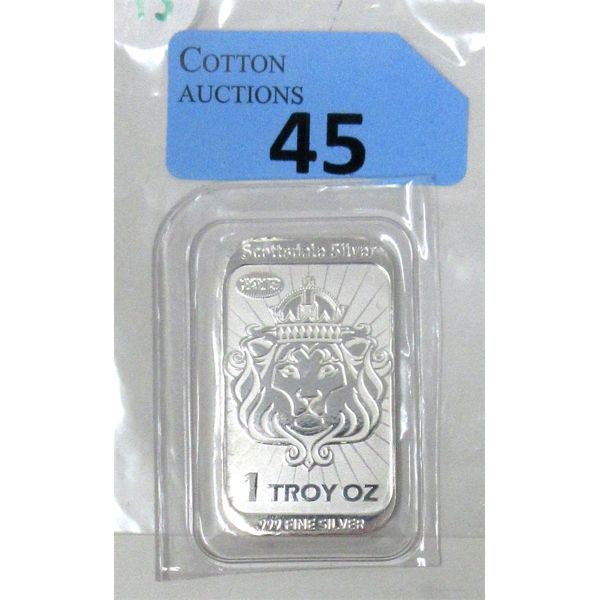 COTTON
AUCTIONS
45
Scottsdale Silver
1 TROY OZ
.999 FINE SILVER